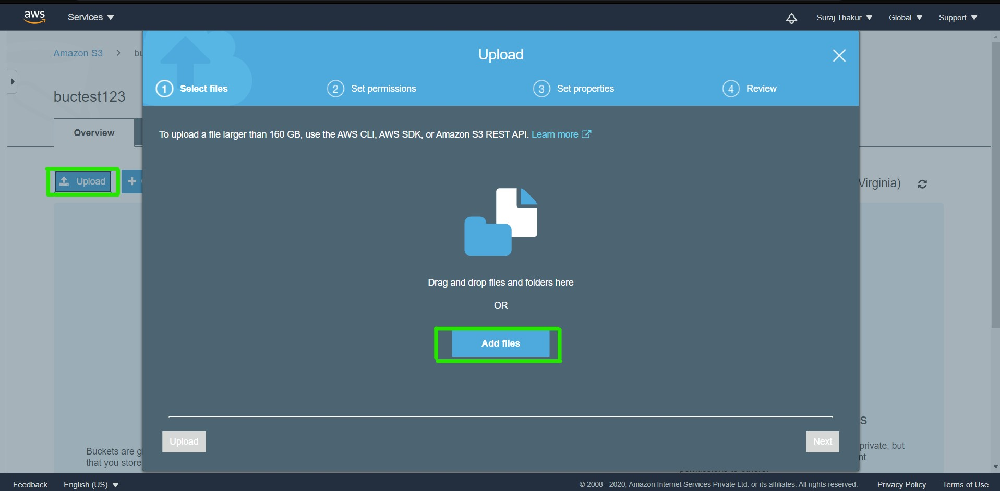 aws
Services
Suraj Thakur
Global
Support
Amazon S3
Upload
1 Select files
2 Set permissions
3 Set properties
4 Review
buctest123
Overview
To upload a file larger than 160 GB, use the AWS CLI, AWS SDK, or Amazon S3 REST API. Learn more
Upload
Virginia)
Drag and drop files and folders here
OR
Add files
Upload
Next
Buckets are
that you store
private, but
Feedback
English (US)
© 2008 - 2020, Amazon Internet Services Private Ltd. or its affiliates. All rights reserved.
Privacy Policy
Terms of Use